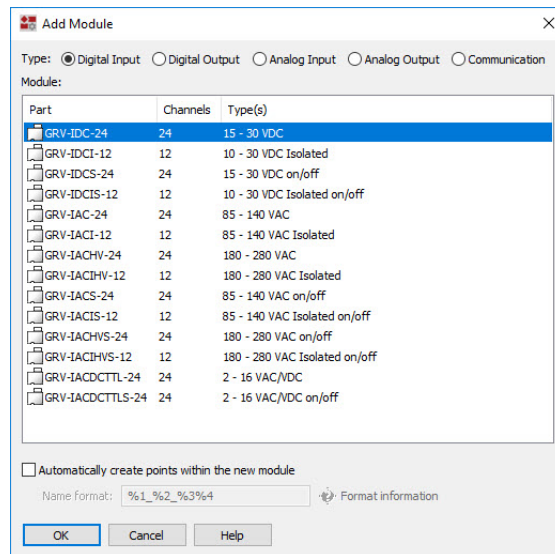 Add Module
Type: Digital Input Digital Output Analog Input Analog Output Communication
Module:
Part Channels Type(s)
GRV-IDC-24 24 15 - 30 VDC
GRV-IDCI-12 12 10 - 30 VDC Isolated
GRV-IDCS-24 24 15 - 30 VDC on/off
GRV-IDCIS-12 12 10 - 30 VDC Isolated on/off
GRV-IAC-24 24 85 - 140 VAC
GRV-IACI-12 12 85 - 140 VAC Isolated
GRV-IACHV-24 24 180 - 280 VAC
GRV-IACIHV-12 12 180 - 280 VAC Isolated
GRV-IACS-24 24 85 - 140 VAC on/off
GRV-IACIS-12 12 85 - 140 VAC Isolated on/off
GRV-IACHVS-24 24 180 - 280 VAC on/off
GRV-IACIHVS-12 12 180 - 280 VAC Isolated on/off
GRV-IACDCTTL-24 24 2 - 16 VAC/VDC
GRV-IACDCTTLS-24 24 2 - 16 VAC/VDC on/off
Automatically create points within the new module
Name format: %1_%2_%3%4 Format information
OK Cancel Help